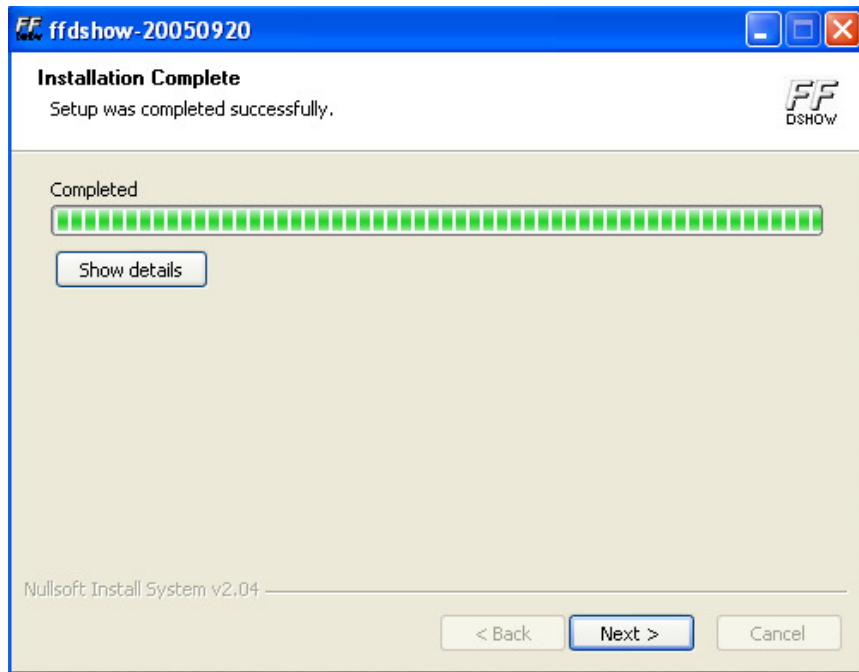 ffdshow-20050920
Installation Complete
Setup was completed successfully.
FF
DSHOW
Completed
Show details
Nullsoft Install System v2.04
< Back
Next >
Cancel